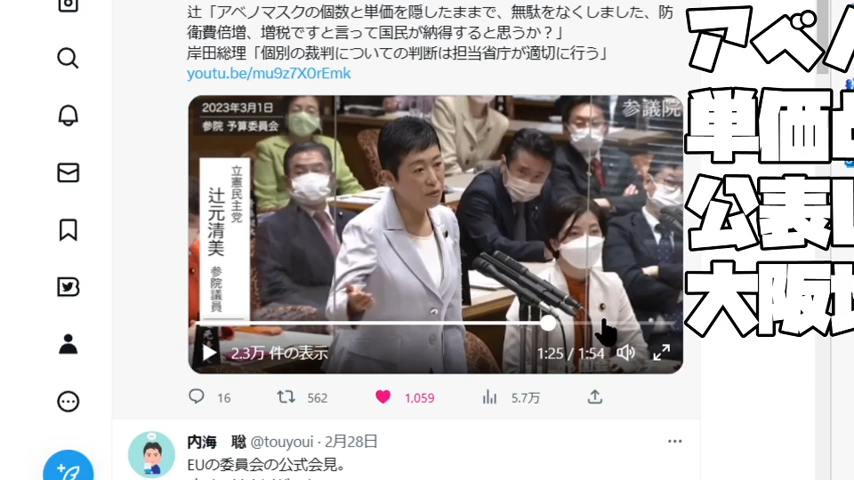 辻「アベノマスクの個数と単価を隠したままで、無駄をなくしました、防
衛費倍増、増税ですと言って国民が納得すると思うか？」
岸田総理「個別の裁判についての判断は担当省庁が適切に行う」
youtu.be/mu9z7X0rEmk
2023年3月1日
参院 予算委員会
参議院
立憲民主党
辻元清美
参院議員
2.3万 件の表示
1:25 / 1:54
16
562
1,059
5.7万
内海 聡 @touyoui · 2月28日
EUの委員会の公式会見。
アベノ
単価
公表し
大阪地